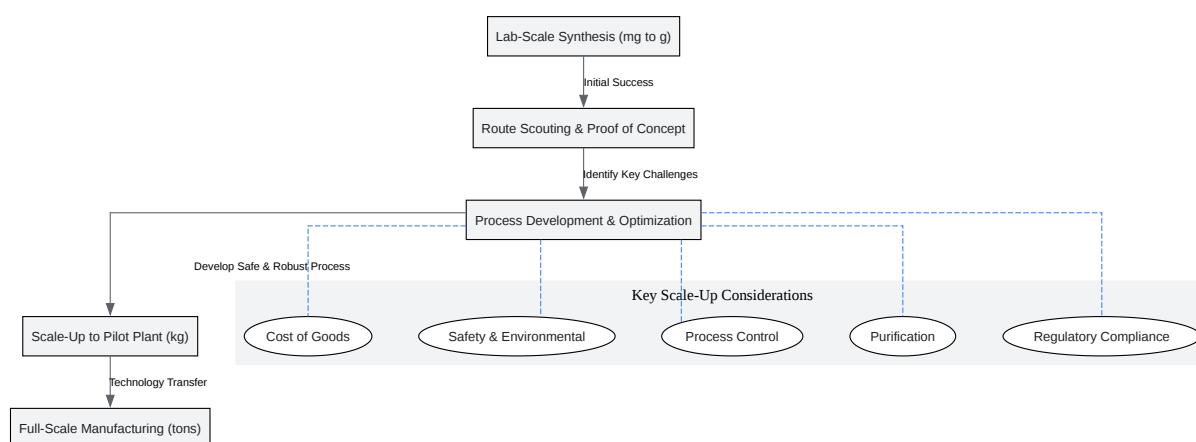 Lab-Scale Synthesis (mg to g)
Initial Success
Route Scouting & Proof of Concept
Identify Key Challenges
Process Development & Optimization
Develop Safe & Robust Process
Key Scale-Up Considerations
Scale-Up to Pilot Plant (kg)
Cost of Goods
Safety & Environmental
Process Control
Purification
Regulatory Compliance
Technology Transfer
Full-Scale Manufacturing (tons)